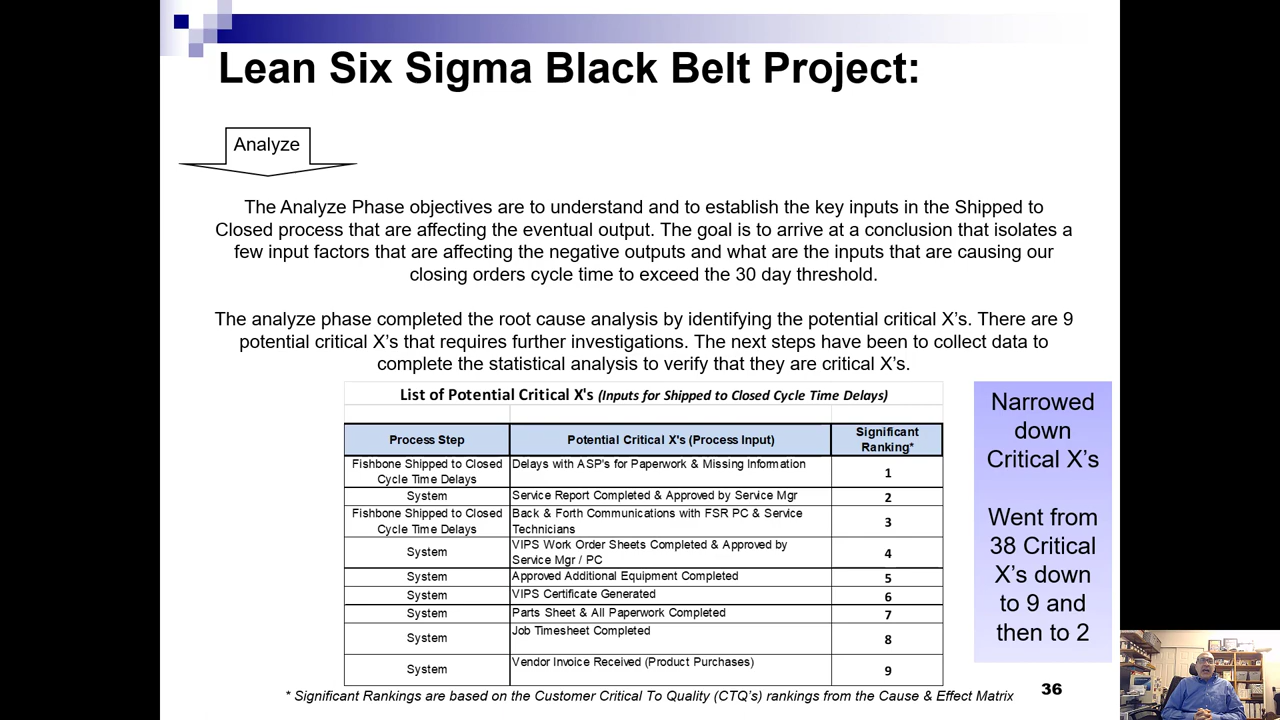 Lean Six Sigma Black Belt Project:
Analyze
The Analyze Phase objectives are to understand and to establish the key inputs in the Shipped to
Closed process that are affecting the eventual output. The goal is to arrive at a conclusion that isolates a
few input factors that are affecting the negative outputs and what are the inputs that are causing our
closing orders cycle time to exceed the 30 day threshold.
The analyze phase completed the root cause analysis by identifying the potential critical X's. There are 9
potential critical X's that requires further investigations. The next steps have been to collect data to
complete the statistical analysis to verify that they are critical X's.
List of Potential Critical X's (Inputs for Shipped to Closed Cycle Time Delays)
Process Step
Potential Critical X's (Process Input)
Significant
Ranking*
Fishbone Shipped to Closed
Cycle Time Delays
Delays with ASP's for Paperwork & Missing Information
1
System
Service Report Completed & Approved by Service Mgr
2
Fishbone Shipped to Closed
Cycle Time Delays
Back & Forth Communications with FSR PC & Service
Technicians
3
System
VIPS Work Order Sheets Completed & Approved by
Service Mgr / PC
4
System
Approved Additional Equipment Completed
5
System
VIPS Certificate Generated
6
System
Parts Sheet & All Paperwork Completed
7
System
Job Timesheet Completed
8
System
Vendor Invoice Received (Product Purchases)
9
Narrowed
down
Critical X's
Went from
38 Critical
X's down
to 9 and
then to 2
* Significant Rankings are based on the Customer Critical To Quality (CTQ's) rankings from the Cause & Effect Matrix
36